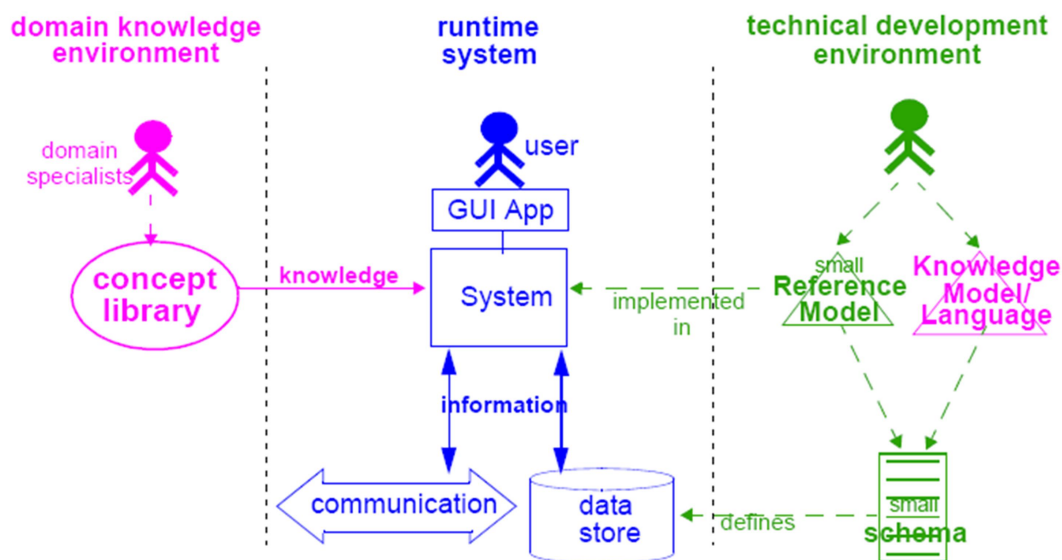 domain knowledge
environment
runtime
system
technical development
environment
domain
specialists
user
GUI App
concept
library
knowledge
System
implemented
in
small
Reference
Model
Knowledge
Model/
Language
information
communication
data
store
defines
small
schema